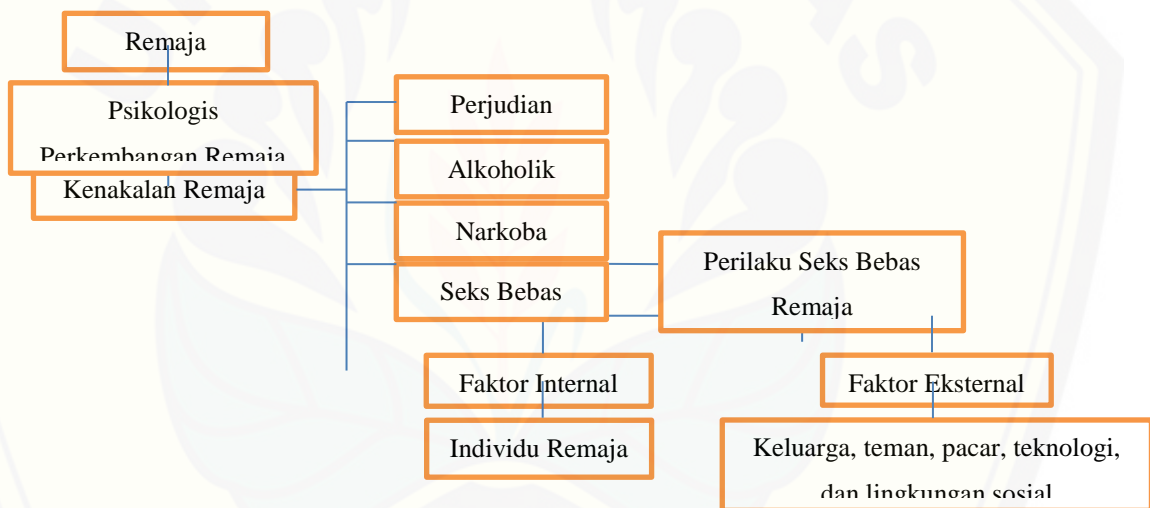 Remaja
Psikologis
Perkembangan Remaja
Kenakalan Remaja
Perjudian
Alkoholik
Narkoba
Seks Bebas
Perilaku Seks Bebas
Remaja
Faktor Internal
Individu Remaja
Faktor Eksternal
Keluarga, teman, pacar, teknologi,
dan lingkungan sosial